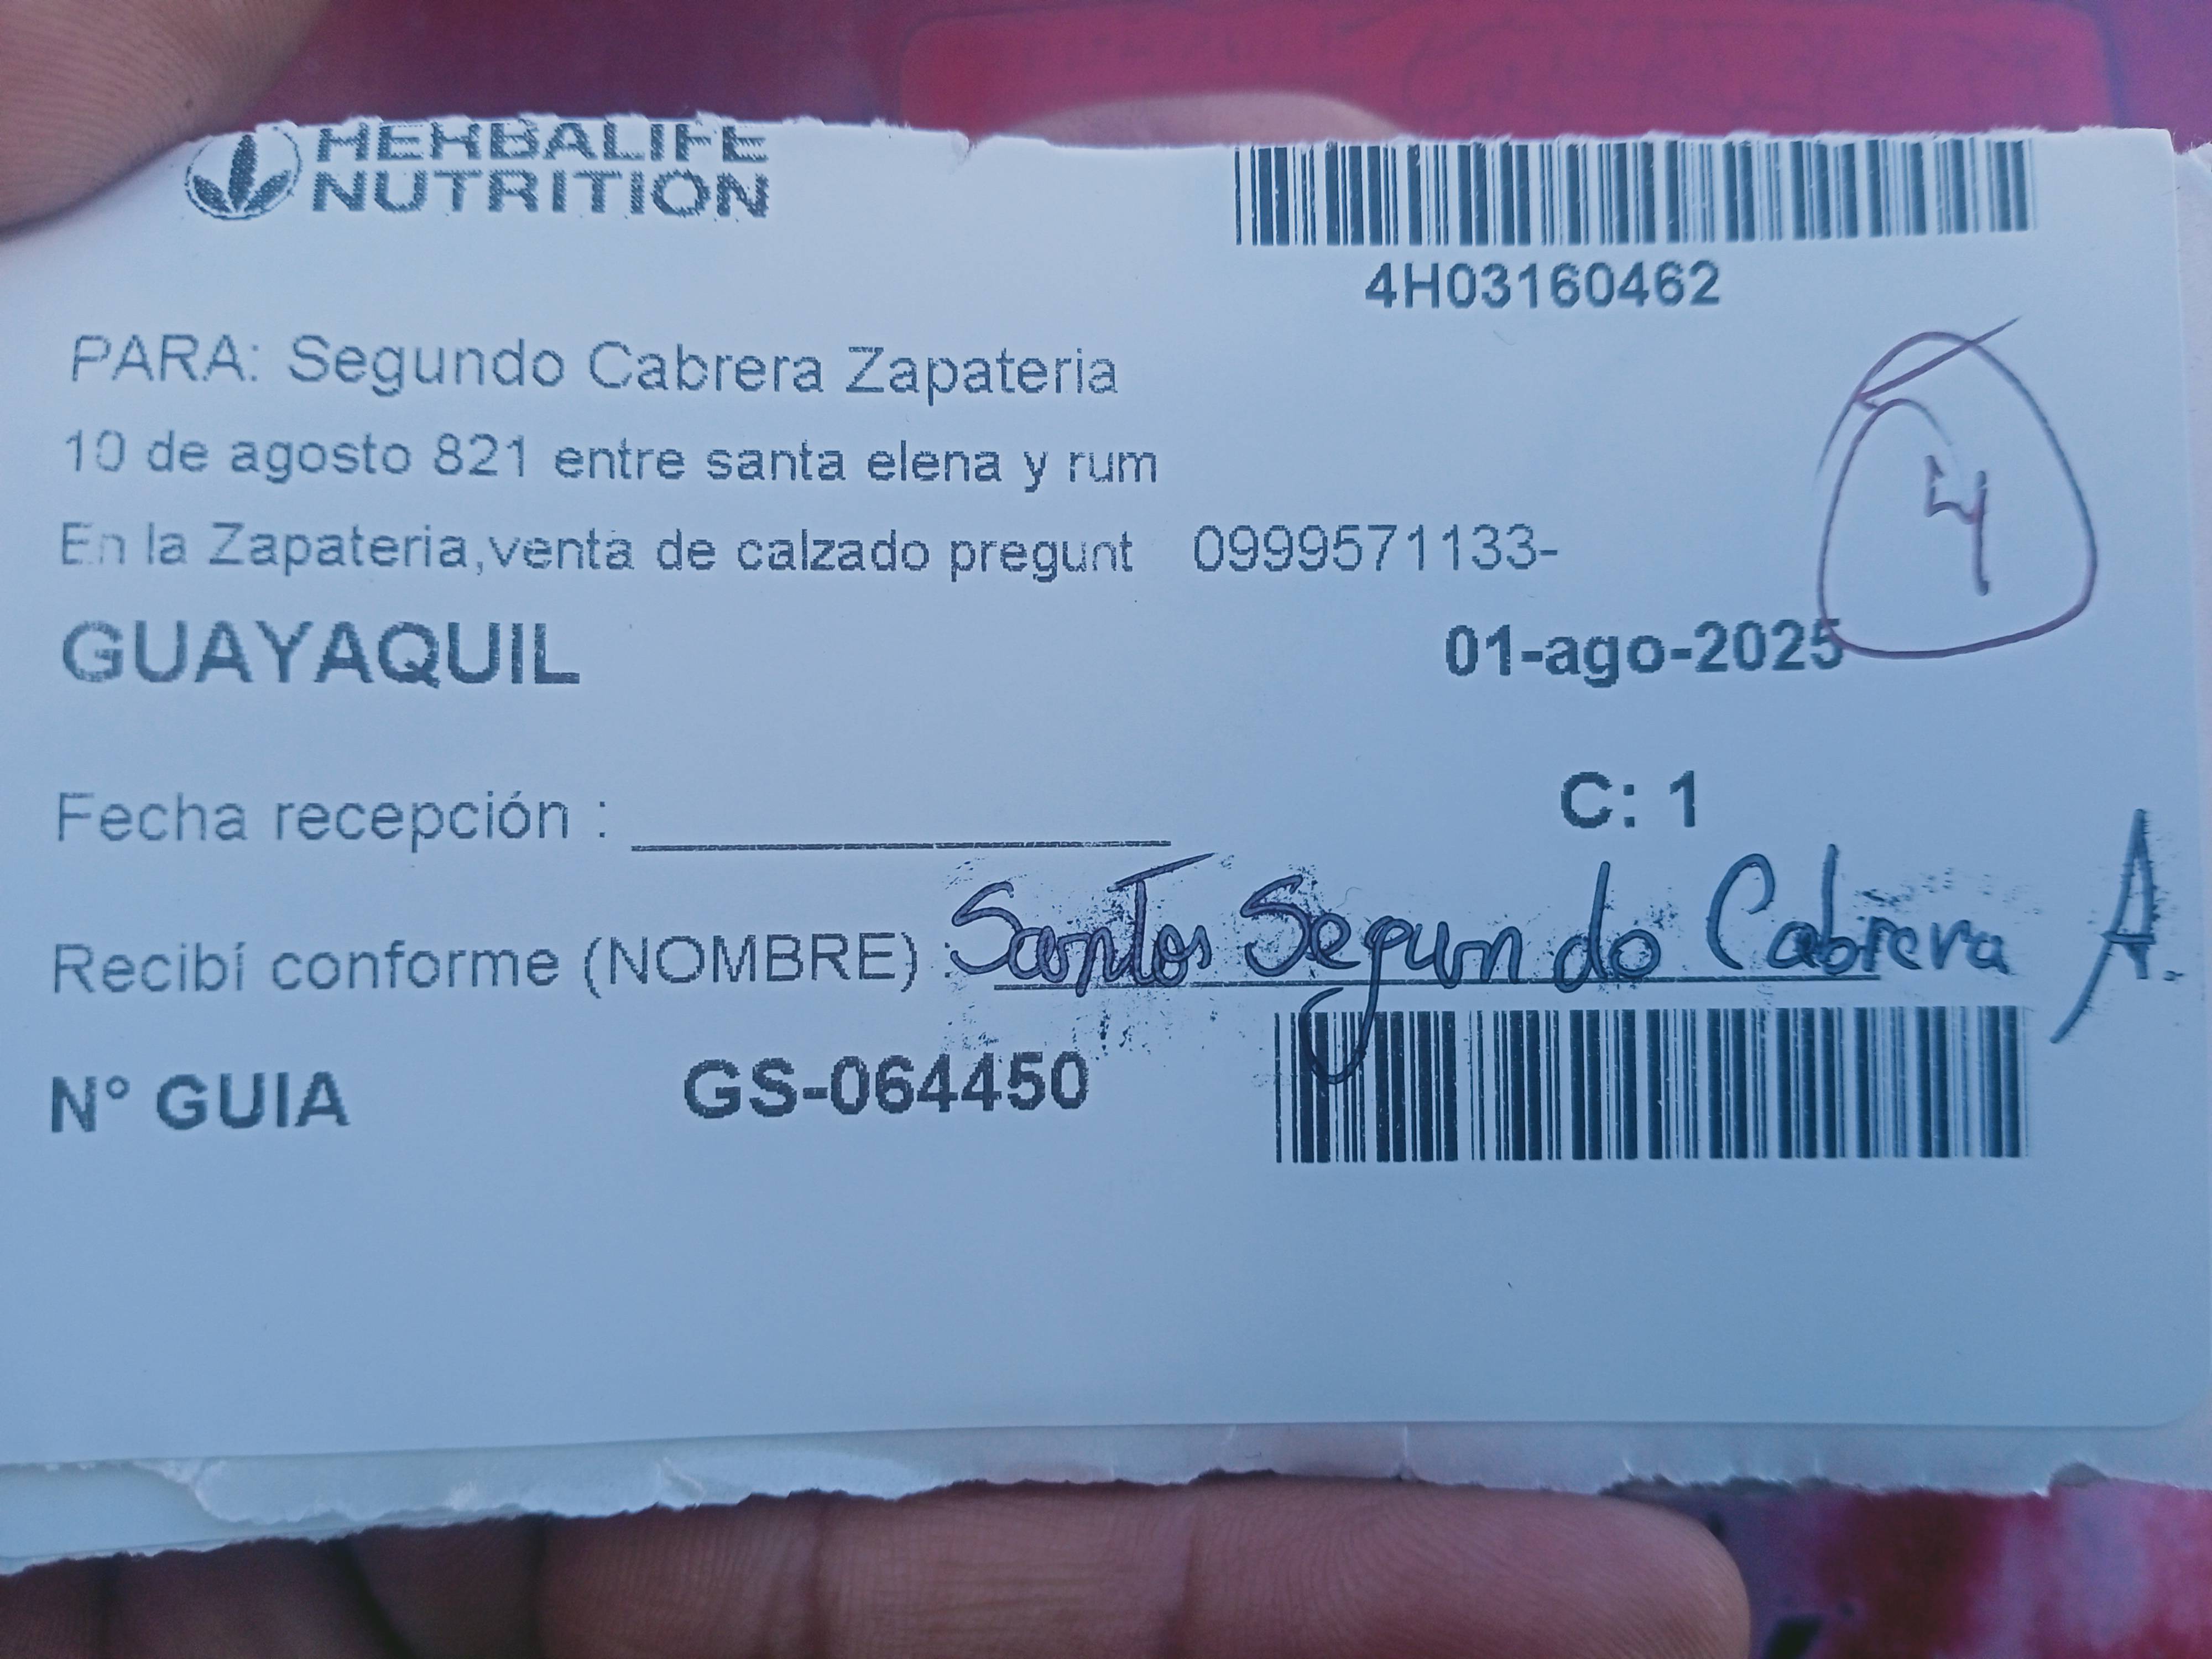 HERBALIFE
NUTRITION
4H03160462
PARA: Segundo Cabrera Zapateria
10 de agosto 821 entre santa elena y rum
En la Zapateria,venta de calzado pregunt 0999571133-
4
GUAYAQUIL 01-ago-2025
Fecha recepción : C: 1
Recibí conforme (NOMBRE) : Santos Segundo Cabrera A.
N° GUIA GS-064450